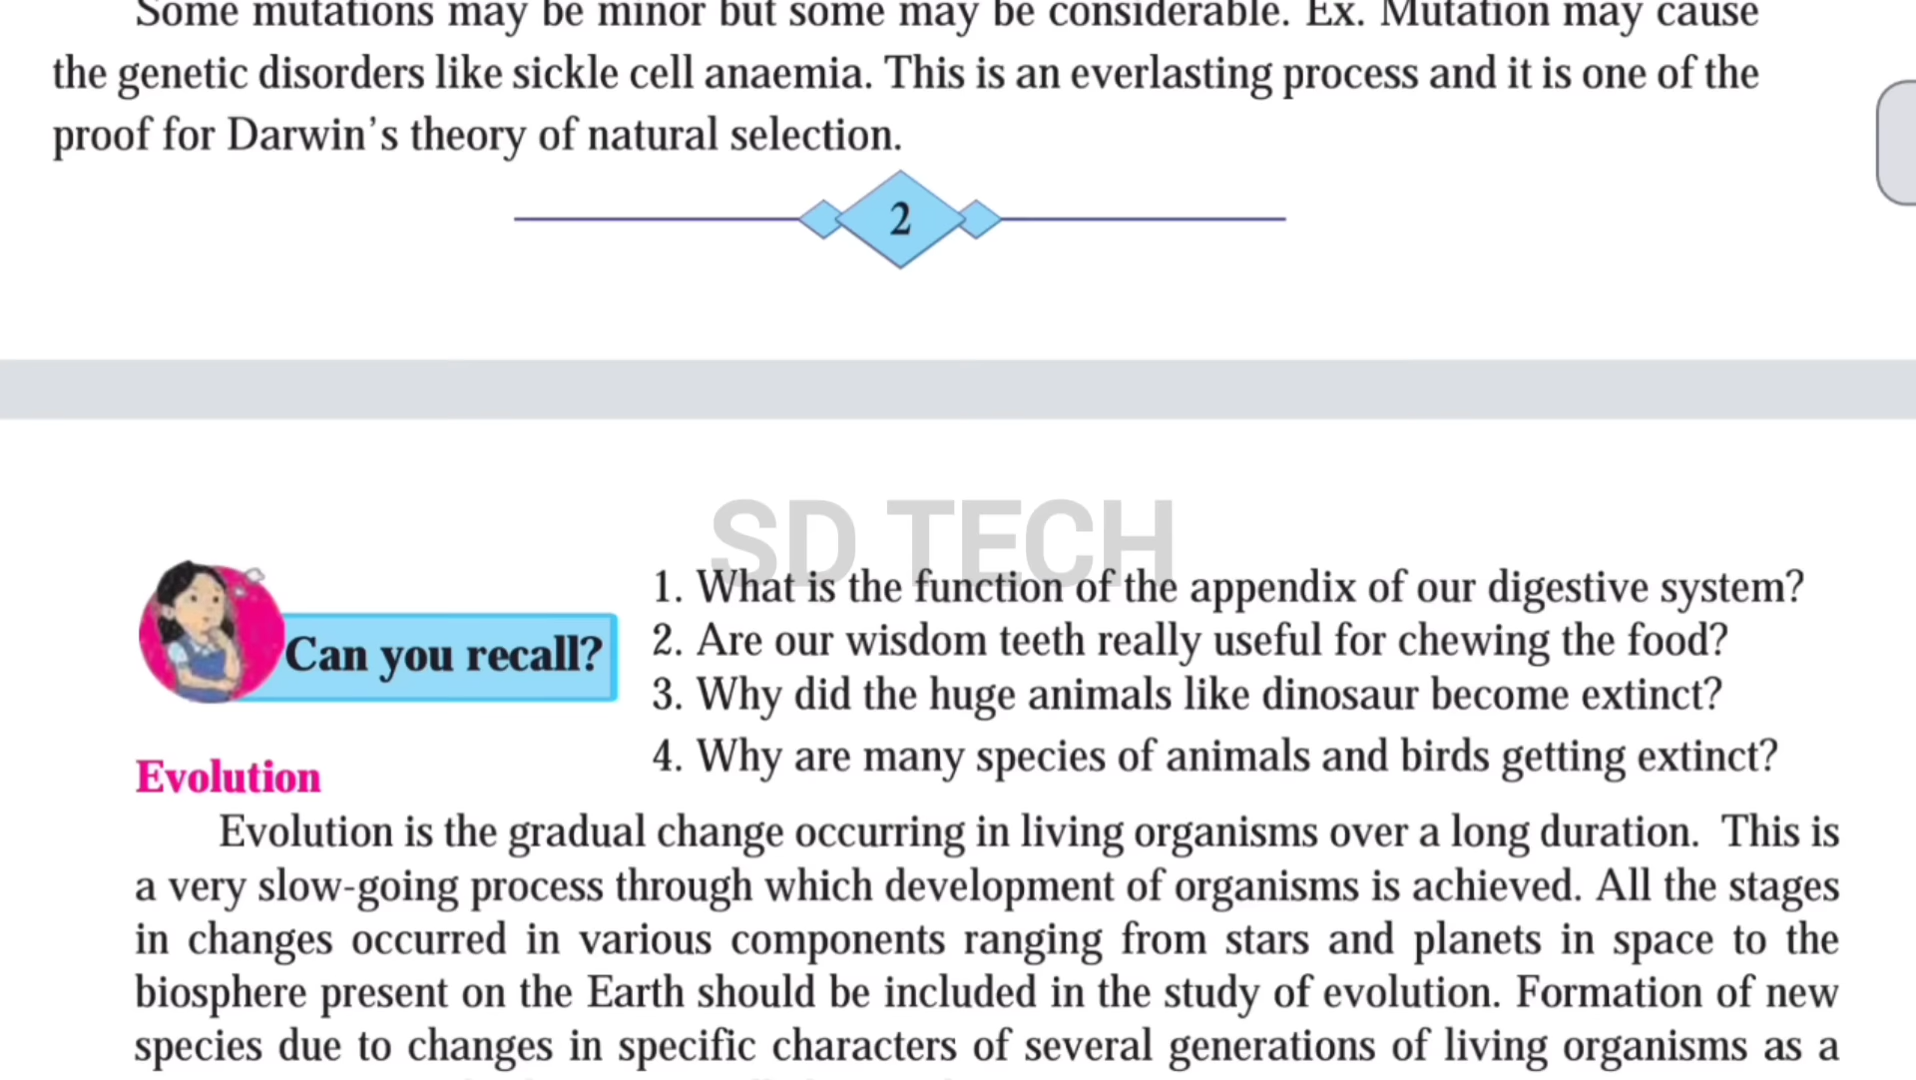 Some mutations may be minor but some may be considerable. Ex. Mutation may cause
the genetic disorders like sickle cell anaemia. This is an everlasting process and it is one of the
proof for Darwin's theory of natural selection.
2
SD TECH
1. What is the function of the appendix of our digestive system?
Can you recall?
2. Are our wisdom teeth really useful for chewing the food?
3. Why did the huge animals like dinosaur become extinct?
4. Why are many species of animals and birds getting extinct?
Evolution
Evolution is the gradual change occurring in living organisms over a long duration. This is
a very slow-going process through which development of organisms is achieved. All the stages
in changes occurred in various components ranging from stars and planets in space to the
biosphere present on the Earth should be included in the study of evolution. Formation of new
species due to changes in specific characters of several generations of living organisms as a